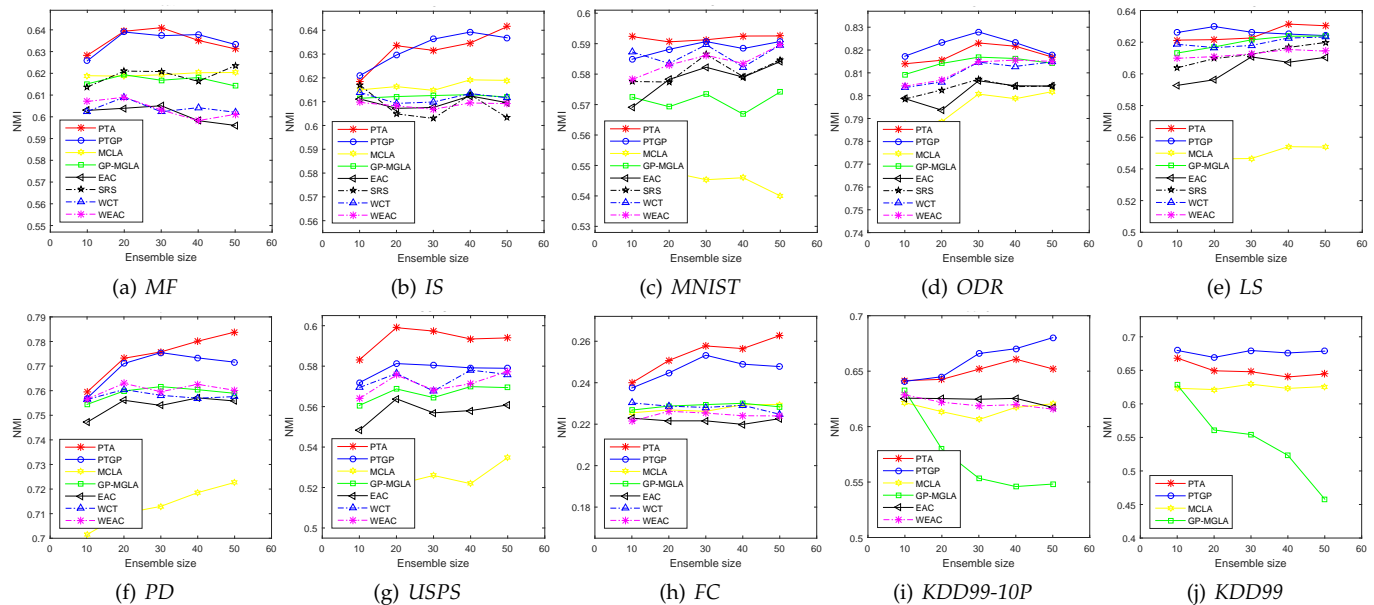 NMI
0.64
0.63
0.62
0.61
0.6
0.59
0.58
0.57
0.56
0.55
PTA
PTGP
MCLA
GP-MGLA
EAC
SRS
WCT
WEAC
0 10 20 30 40 50 60
Ensemble size
(a) MF
NMI
0.64
0.63
0.62
0.61
0.6
0.59
0.58
0.57
0.56
0.55
PTA
PTGP
MCLA
GP-MGLA
EAC
SRS
WCT
WEAC
0 10 20 30 40 50 60
Ensemble size
(b) IS
NMI
0.59
0.58
0.57
0.56
0.55
0.54
0.53
PTA
PTGP
MCLA
GP-MGLA
EAC
SRS
WCT
WEAC
0 10 20 30 40 50 60
Ensemble size
(c) MNIST
NMI
0.83
0.82
0.81
0.8
0.79
0.78
0.77
0.76
0.75
0.74
PTA
PTGP
MCLA
GP-MGLA
EAC
SRS
WCT
WEAC
0 10 20 30 40 50 60
Ensemble size
(d) ODR
NMI
0.64
0.62
0.6
0.58
0.56
0.54
0.52
0.5
PTA
PTGP
MCLA
GP-MGLA
EAC
SRS
WCT
WEAC
0 10 20 30 40 50 60
Ensemble size
(e) LS
NMI
0.79
0.78
0.77
0.76
0.75
0.74
0.73
0.72
0.71
0.7
PTA
PTGP
MCLA
GP-MGLA
EAC
WCT
WEAC
0 10 20 30 40 50 60
Ensemble size
(f) PD
NMI
0.6
0.58
0.56
0.54
0.52
0.5
PTA
PTGP
MCLA
GP-MGLA
EAC
WCT
WEAC
0 10 20 30 40 50 60
Ensemble size
(g) USPS
NMI
0.26
0.24
0.22
0.2
0.18
PTA
PTGP
MCLA
GP-MGLA
EAC
WCT
WEAC
0 10 20 30 40 50 60
Ensemble size
(h) FC
NMI
0.7
0.65
0.6
0.55
0.5
PTA
PTGP
MCLA
GP-MGLA
EAC
WEAC
0 10 20 30 40 50 60
Ensemble size
(i) KDD99-10P
NMI
0.7
0.65
0.6
0.55
0.5
0.45
0.4
PTA
PTGP
MCLA
GP-MGLA
0 10 20 30 40 50 60
Ensemble size
(j) KDD99